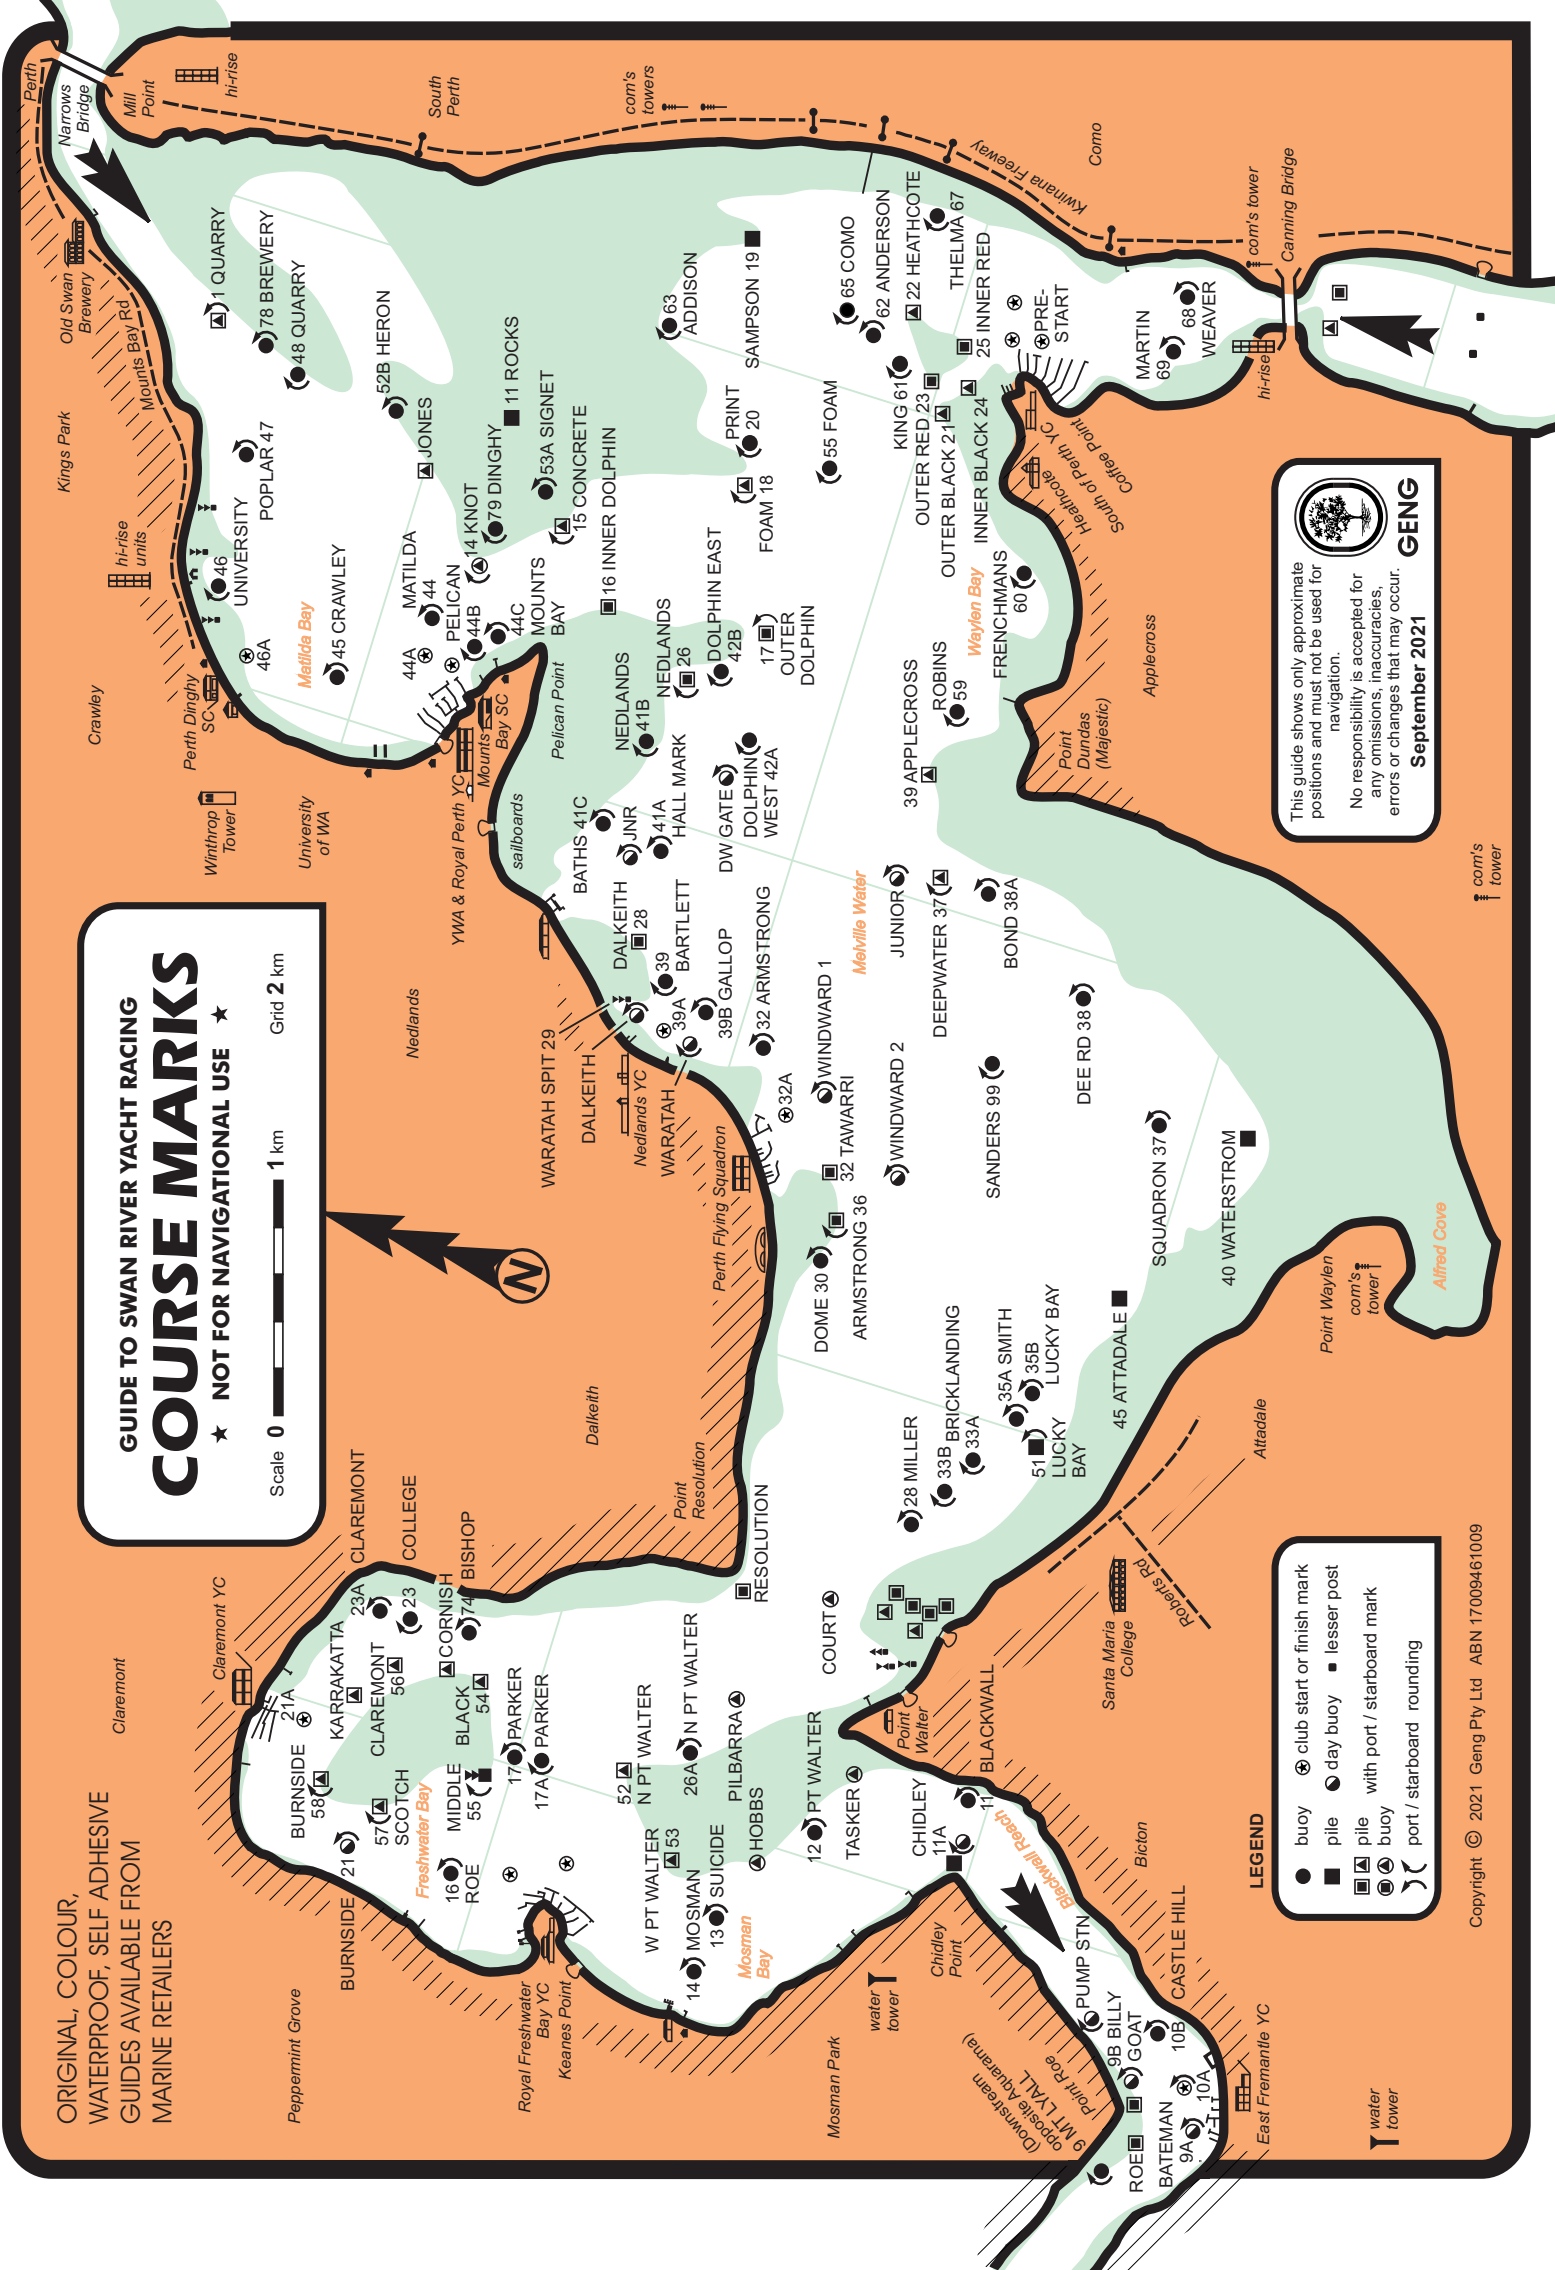 GUIDE TO SWAN RIVER YACHT RACING
COURSE MARKS
★ NOT FOR NAVIGATIONAL USE ★
Scale 0 1 km Grid 2 km
N
ORIGINAL, COLOUR,
WATERPROOF, SELF ADHESIVE
GUIDES AVAILABLE FROM
MARINE RETAILERS
Peppermint Grove
Claremont
Claremont YC
Royal Freshwater
Bay YC
Keanes Point
Mosman Park
water
tower
Chidley
Point
(Downstream
opposite Aquarama)
9 MT LYALL
Point Roe
BURNSIDE
21
BURNSIDE
58
21A
KARRAKATTA
CLAREMONT
56
23A CLAREMONT
23
COLLEGE
57
SCOTCH
Freshwater Bay
MIDDLE
55
BLACK
54
CORNISH
74 BISHOP
16
ROE
17 PARKER
17A PARKER
52
N PT WALTER
W PT WALTER
53
26A N PT WALTER
14 MOSMAN
13 SUICIDE
PILBARRA
HOBBS
Mosman
Bay
12 PT WALTER
TASKER
COURT
RESOLUTION
CHIDLEY
11A
11
BLACKWALL
Blackwall Reach
Point
Walter
Bicton
PUMP STN
9B BILLY
GOAT
10B
CASTLE HILL
10A
ROE
BATEMAN
9A
East Fremantle YC
water
tower
Santa Maria
College
Roberts Rd
Attadale
Point
Resolution
Dalkeith
Nedlands
Perth Flying Squadron
DOME 30
ARMSTRONG 36
32 TAWARRI
32A
WINDWARD 1
WINDWARD 2
28 MILLER
33B
BRICKLANDING
33A
35A SMITH
35B
LUCKY BAY
51
LUCKY
BAY
45 ATTADALE
SQUADRON 37
40 WATERSTROM
SANDERS 99
DEE RD 38
Point Waylen
com's
tower
Alfred Cove
WARATAH SPIT 29
DALKEITH
Nedlands YC
WARATAH
DALKEITH
28
39
BARTLETT
39A
39B GALLOP
32 ARMSTRONG
BATHS 41C
JNR
41A
HALL MARK
DW GATE
DOLPHIN
WEST 42A
Melville Water
JUNIOR
DEEPWATER 37
BOND 38A
com's
tower
NEDLANDS
41B
NEDLANDS
26
DOLPHIN EAST
42B
17
OUTER
DOLPHIN
39 APPLECROSS
ROBINS
59
Waylen Bay
FRENCHMANS
60
Point
Dundas
(Majestic)
Applecross
Crawley
Perth Dinghy
SC
Winthrop
Tower
University
of WA
YWA & Royal Perth YC
Mounts
Bay SC
sailboards
Pelican Point
Kings Park
hi-rise
units
Mounts Bay Rd
Old Swan
Brewery
Perth
Narrows
Bridge
Mill
Point
hi-rise
South
Perth
com's
towers
Kwinana Freeway
Como
com's tower
Canning Bridge
hi-rise
1 QUARRY
78 BREWERY
48 QUARRY
52B HERON
POPLAR 47
46
UNIVERSITY
46A
Matilda Bay
45 CRAWLEY
MATILDA
44
44A
PELICAN
44B
44C
MOUNTS
BAY
JONES
14 KNOT
79 DINGHY
11 ROCKS
53A SIGNET
15 CONCRETE
16 INNER DOLPHIN
63
ADDISON
SAMPSON 19
PRINT
20
FOAM 18
55 FOAM
65 COMO
62 ANDERSON
22 HEATHCOTE
THELMA 67
25 INNER RED
KING 61
OUTER RED 23
OUTER BLACK 21
INNER BLACK 24
PRE-
START
MARTIN
69
68
WEAVER
Heathcote
South of Perth YC
Coffee Point
This guide shows only approximate
positions and must not be used for
navigation.
No responsibility is accepted for
any omissions, inaccuracies,
errors or changes that may occur.
September 2021
GENG
LEGEND
buoy
club start or finish mark
pile
day buoy
lesser post
pile
buoy
with port / starboard mark
port / starboard rounding
Copyright © 2021 Geng Pty Ltd ABN 17009461009